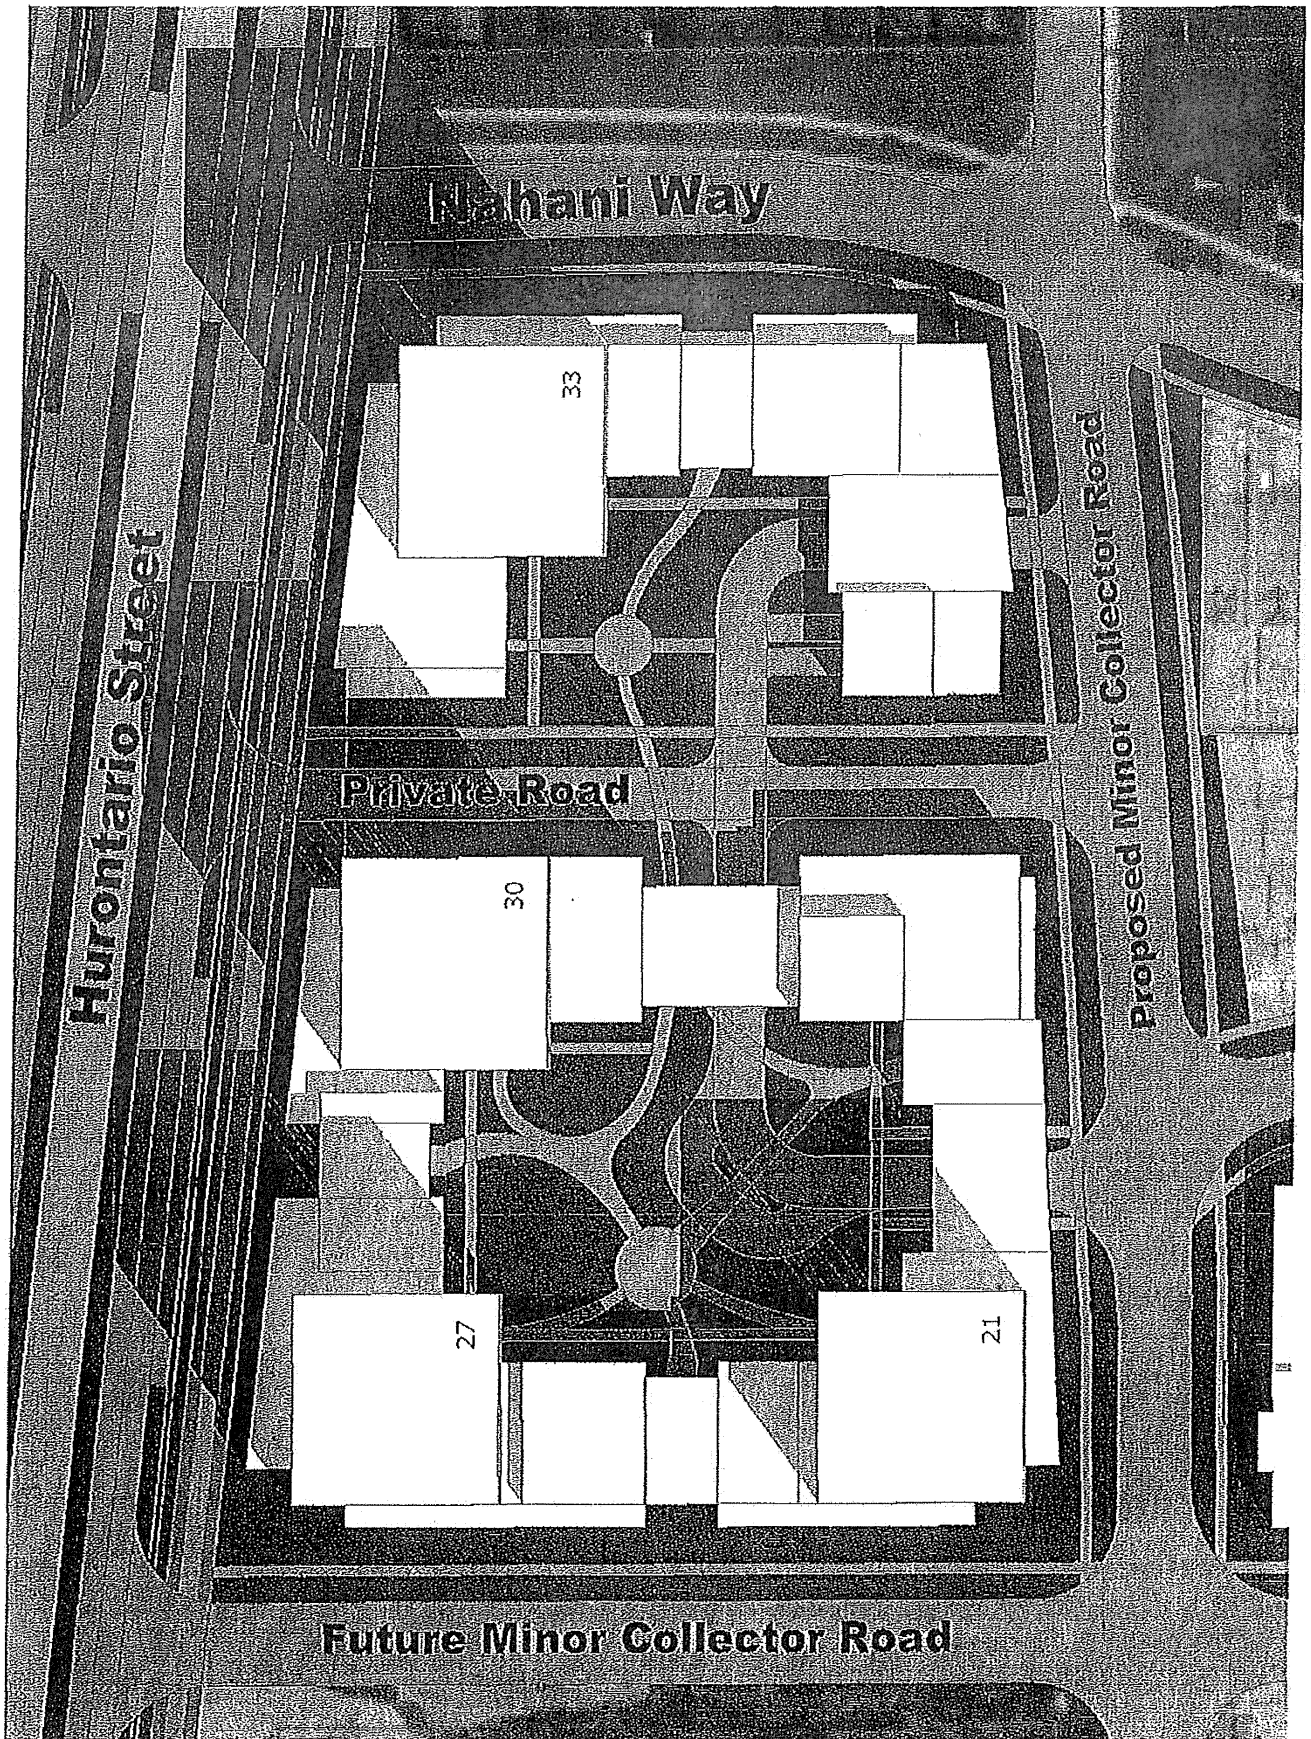 Nahani Way
33
Hurontario Street
Proposed Minor Collector Road
Private Road
30
27
21
Future Minor Collector Road